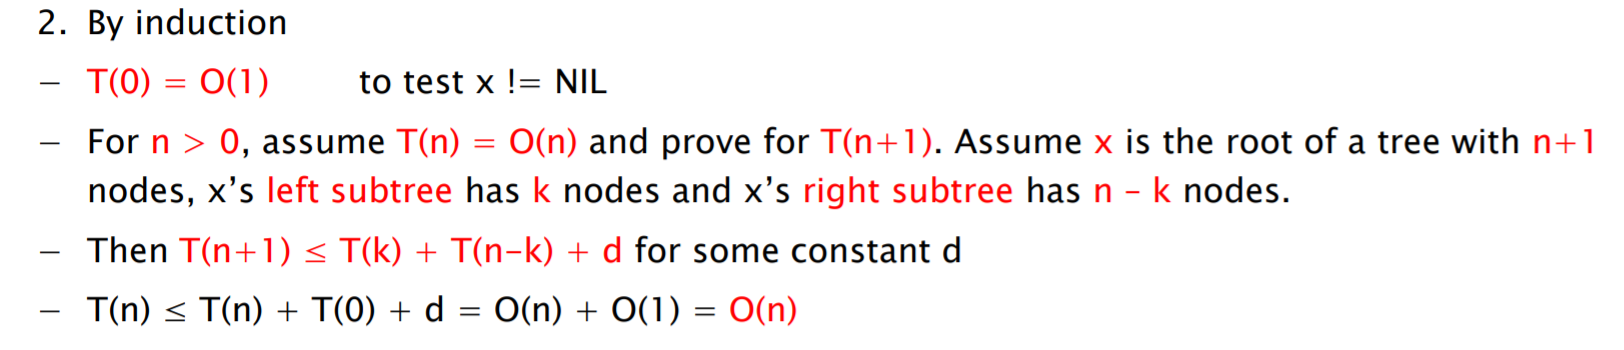 2. By induction
– T(0) = O(1) to test x != NIL
– For n > 0, assume T(n) = O(n) and prove for T(n+1). Assume x is the root of a tree with n+1
nodes, x’s left subtree has k nodes and x’s right subtree has n – k nodes.
– Then T(n+1) ≤ T(k) + T(n–k) + d for some constant d
– T(n) ≤ T(n) + T(0) + d = O(n) + O(1) = O(n)